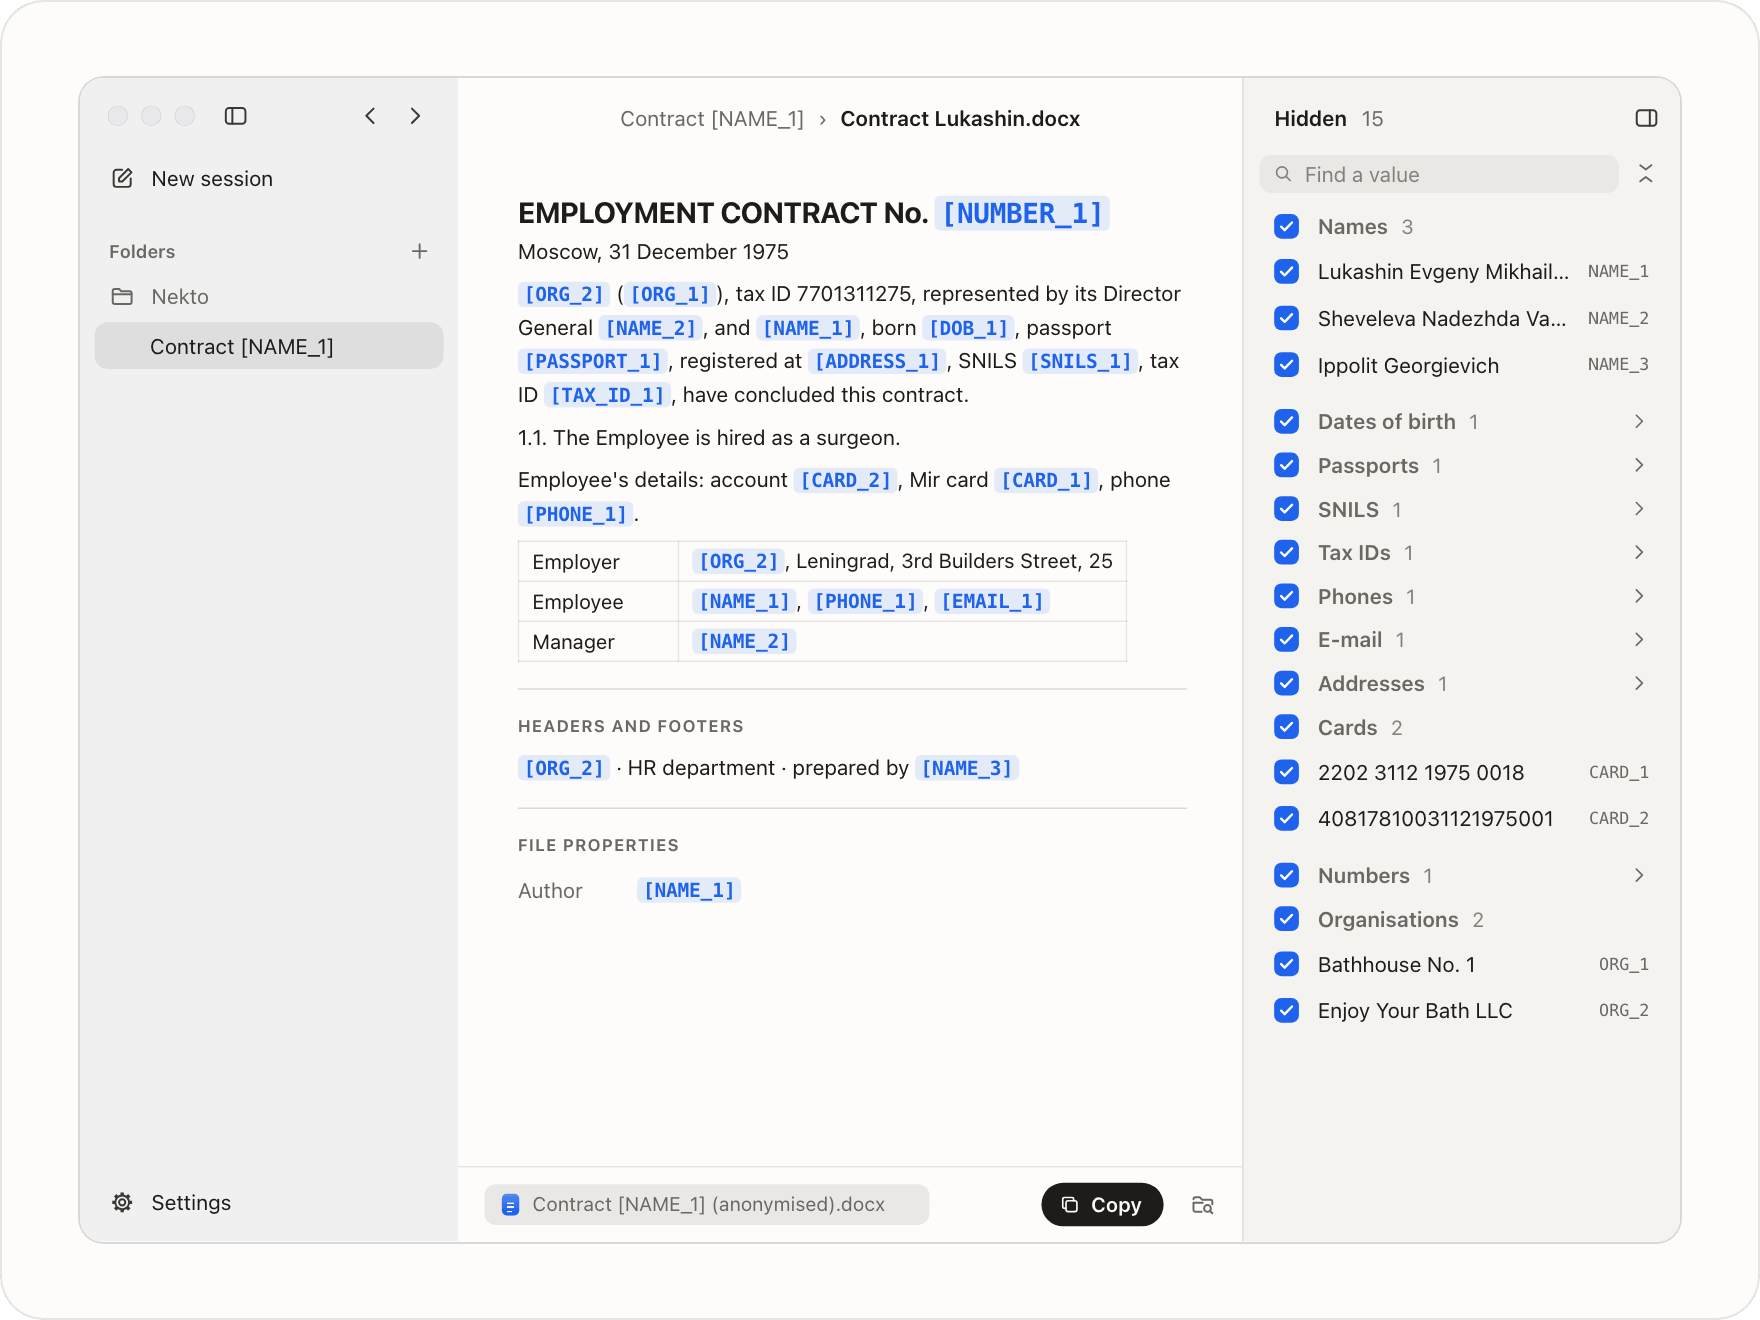 New session
Folders
Nekto
Contract [NAME_1]
Settings
Contract [NAME_1] › Contract Lukashin.docx
EMPLOYMENT CONTRACT No. [NUMBER_1]
Moscow, 31 December 1975
[ORG_2] ([ORG_1]), tax ID 7701311275, represented by its Director
General [NAME_2], and [NAME_1], born [DOB_1], passport
[PASSPORT_1], registered at [ADDRESS_1], SNILS [SNILS_1], tax
ID [TAX_ID_1], have concluded this contract.
1.1. The Employee is hired as a surgeon.
Employee's details: account [CARD_2], Mir card [CARD_1], phone
[PHONE_1].
Employer [ORG_2], Leningrad, 3rd Builders Street, 25
Employee [NAME_1], [PHONE_1], [EMAIL_1]
Manager [NAME_2]
HEADERS AND FOOTERS
[ORG_2] · HR department · prepared by [NAME_3]
FILE PROPERTIES
Author [NAME_1]
Contract [NAME_1] (anonymised).docx
Copy
Hidden 15
Find a value
Names 3
Lukashin Evgeny Mikhail... NAME_1
Sheveleva Nadezhda Va... NAME_2
Ippolit Georgievich NAME_3
Dates of birth 1
Passports 1
SNILS 1
Tax IDs 1
Phones 1
E-mail 1
Addresses 1
Cards 2
2202 3112 1975 0018 CARD_1
40817810031121975001 CARD_2
Numbers 1
Organisations 2
Bathhouse No. 1 ORG_1
Enjoy Your Bath LLC ORG_2